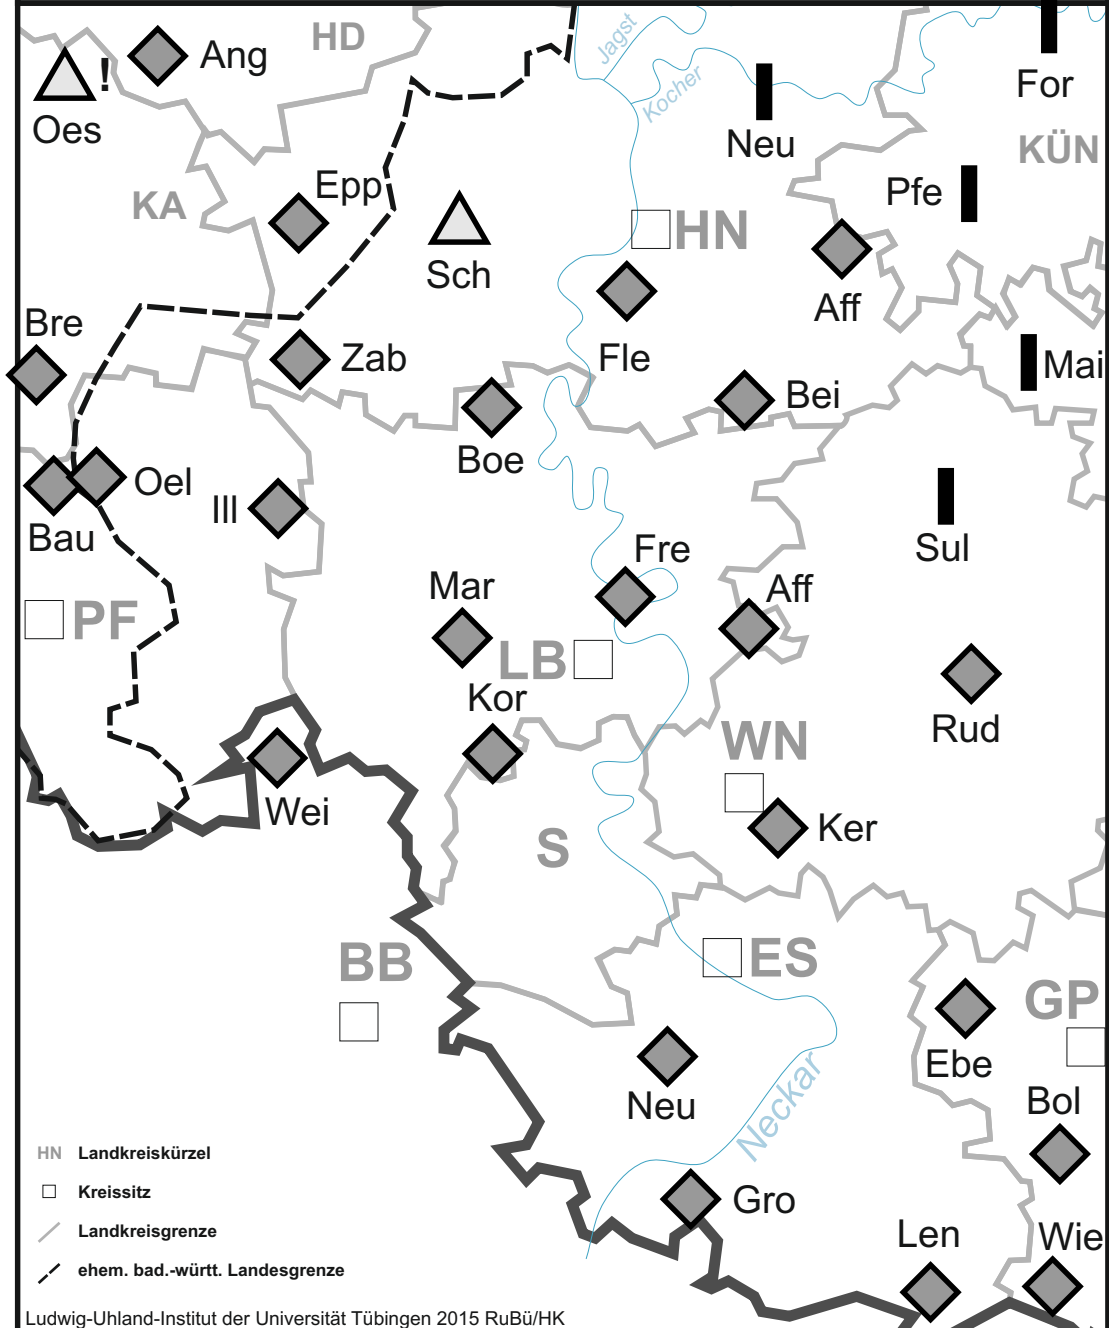 HD
Jagst
Ang
!
Oes
Kocher
For
Neu
KÜN
Epp
KA
Pfe
HN
Sch
Aff
Bre
Zab
Fle
Mai
Bei
Boe
Oel
Ill
Bau
Sul
Fre
Mar
Aff
PF
LB
Kor
Rud
WN
Wei
Ker
S
BB
ES
GP
Ebe
Neu
Bol
Neckar
HN Landkreiskürzel
Kreissitz
Gro
Landkreisgrenze
Len
Wie
ehem. bad.-württ. Landesgrenze
Ludwig-Uhland-Institut der Universität Tübingen 2015 RuBü/HK